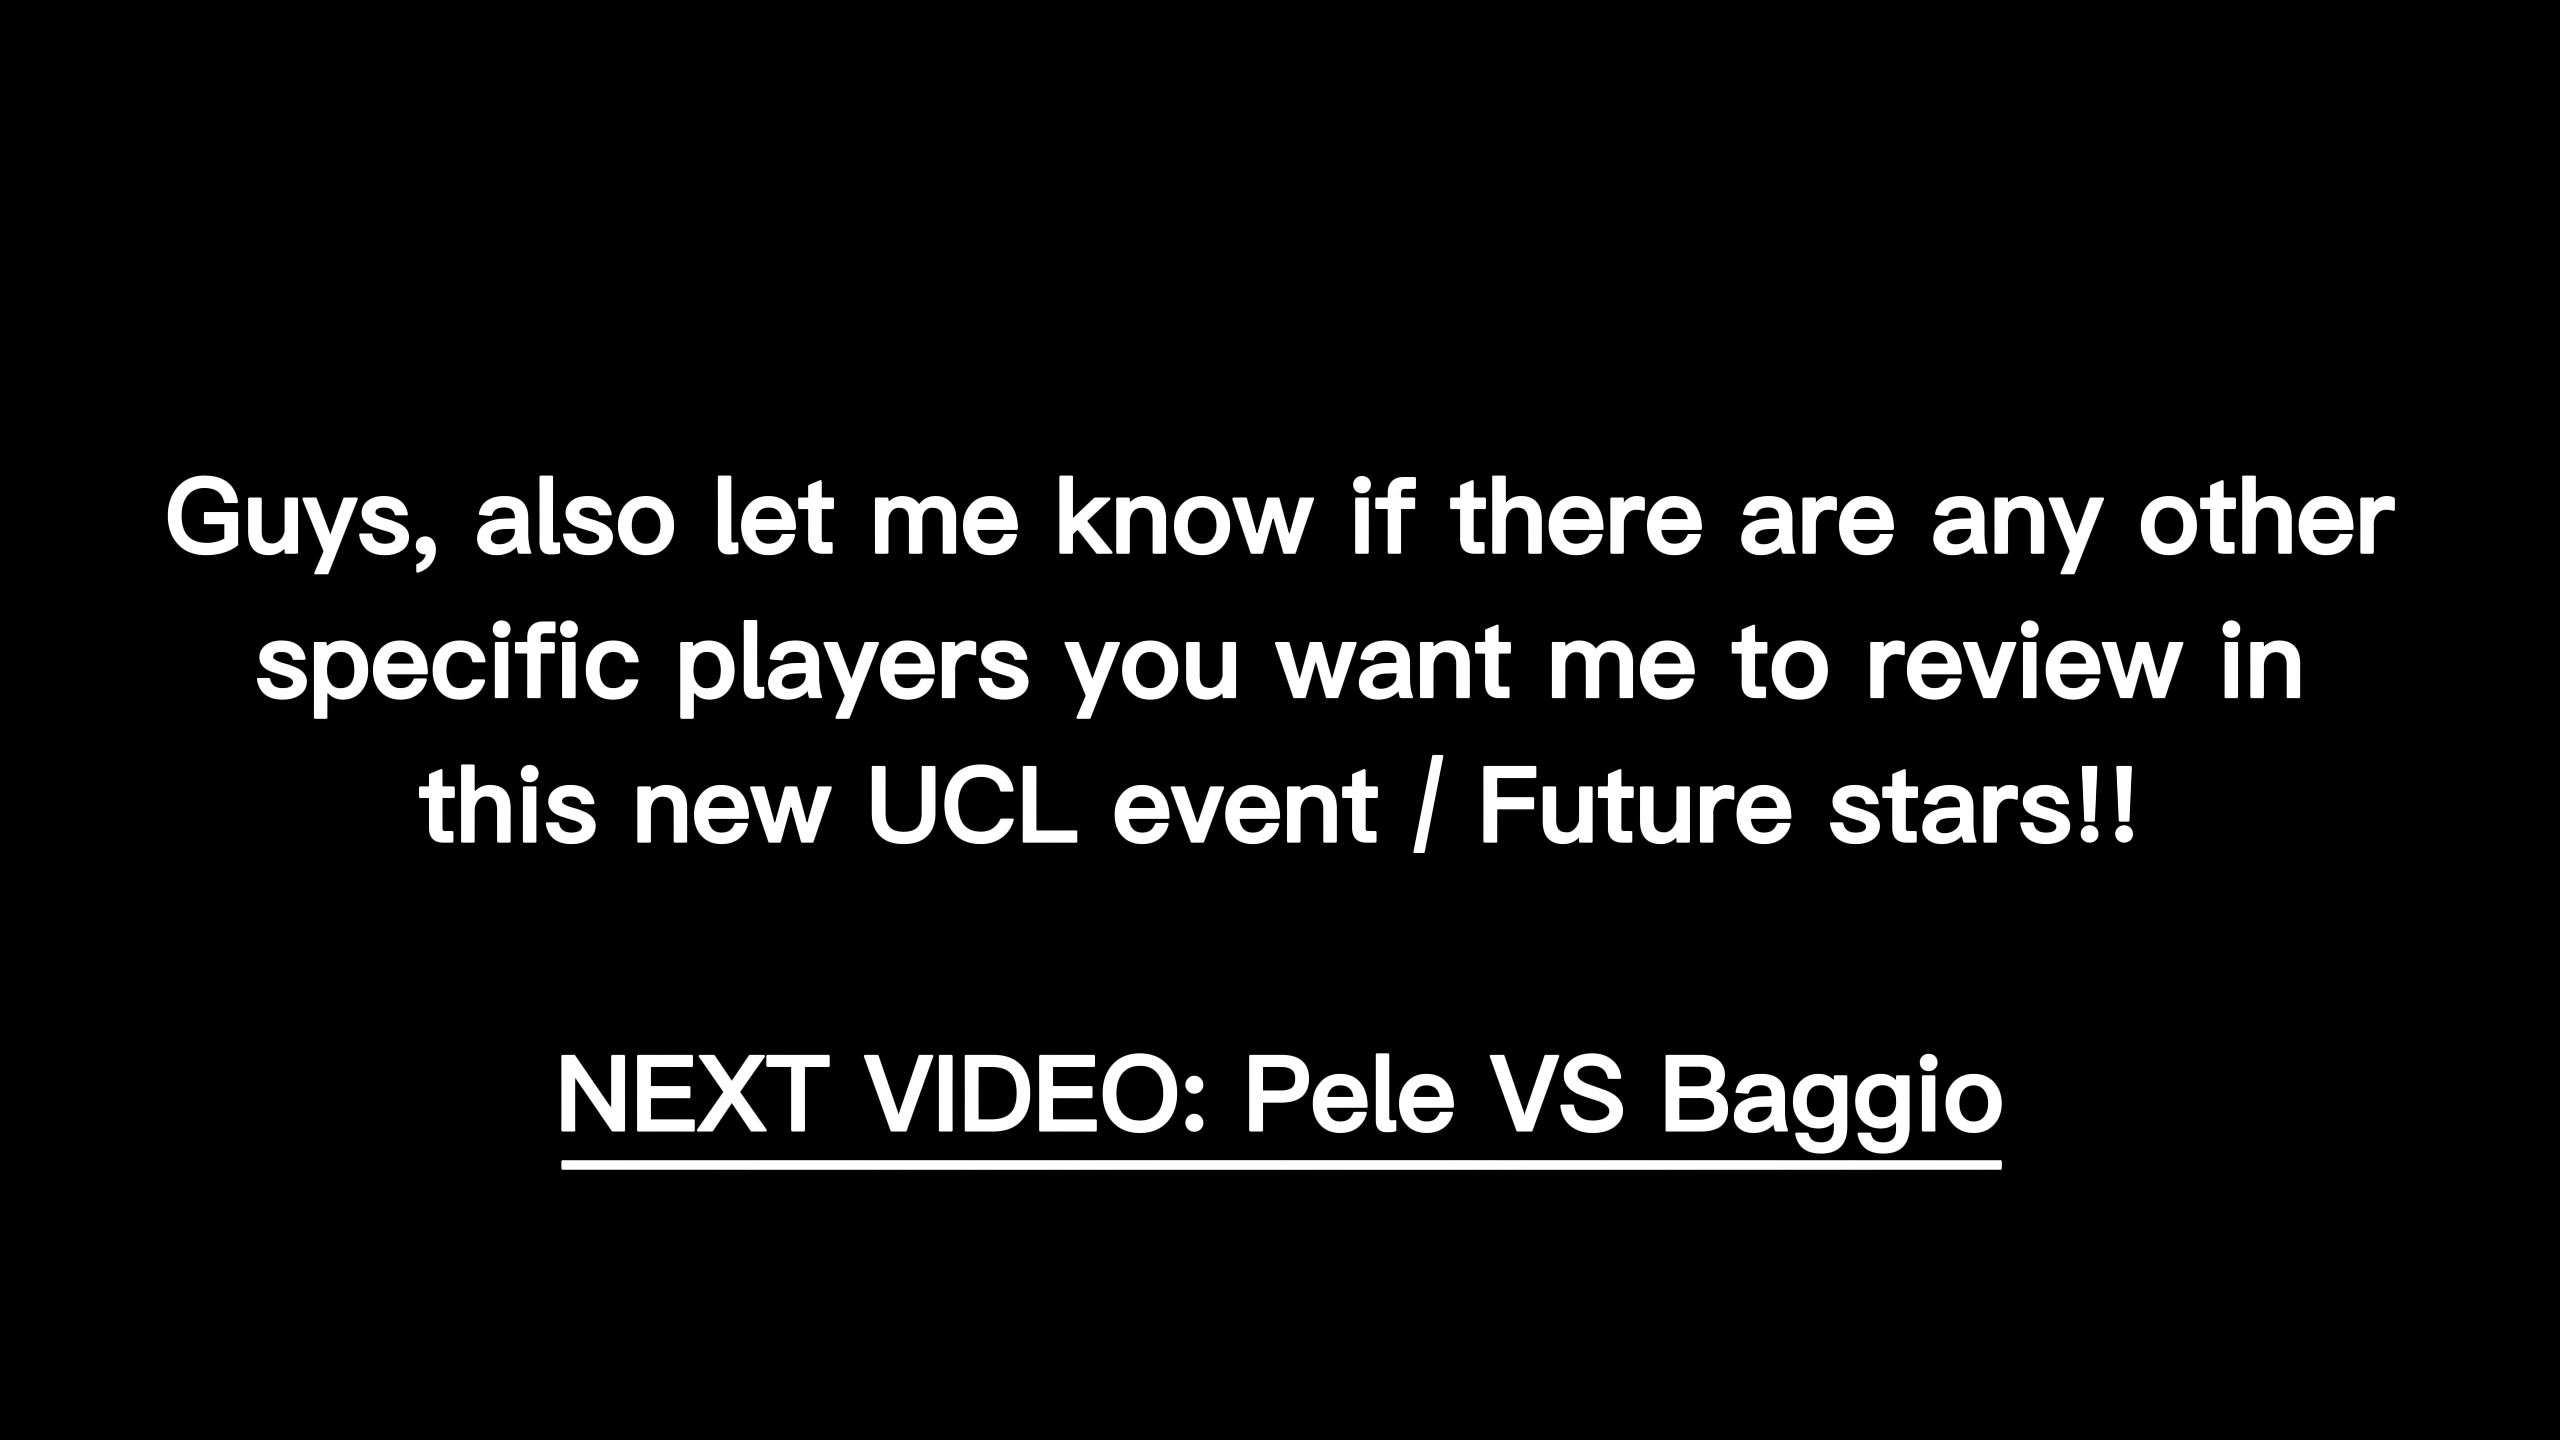 Guys, also let me know if there are any other
specific players you want me to review in
this new UCL event / Future stars!!
NEXT VIDEO: Pele VS Baggio